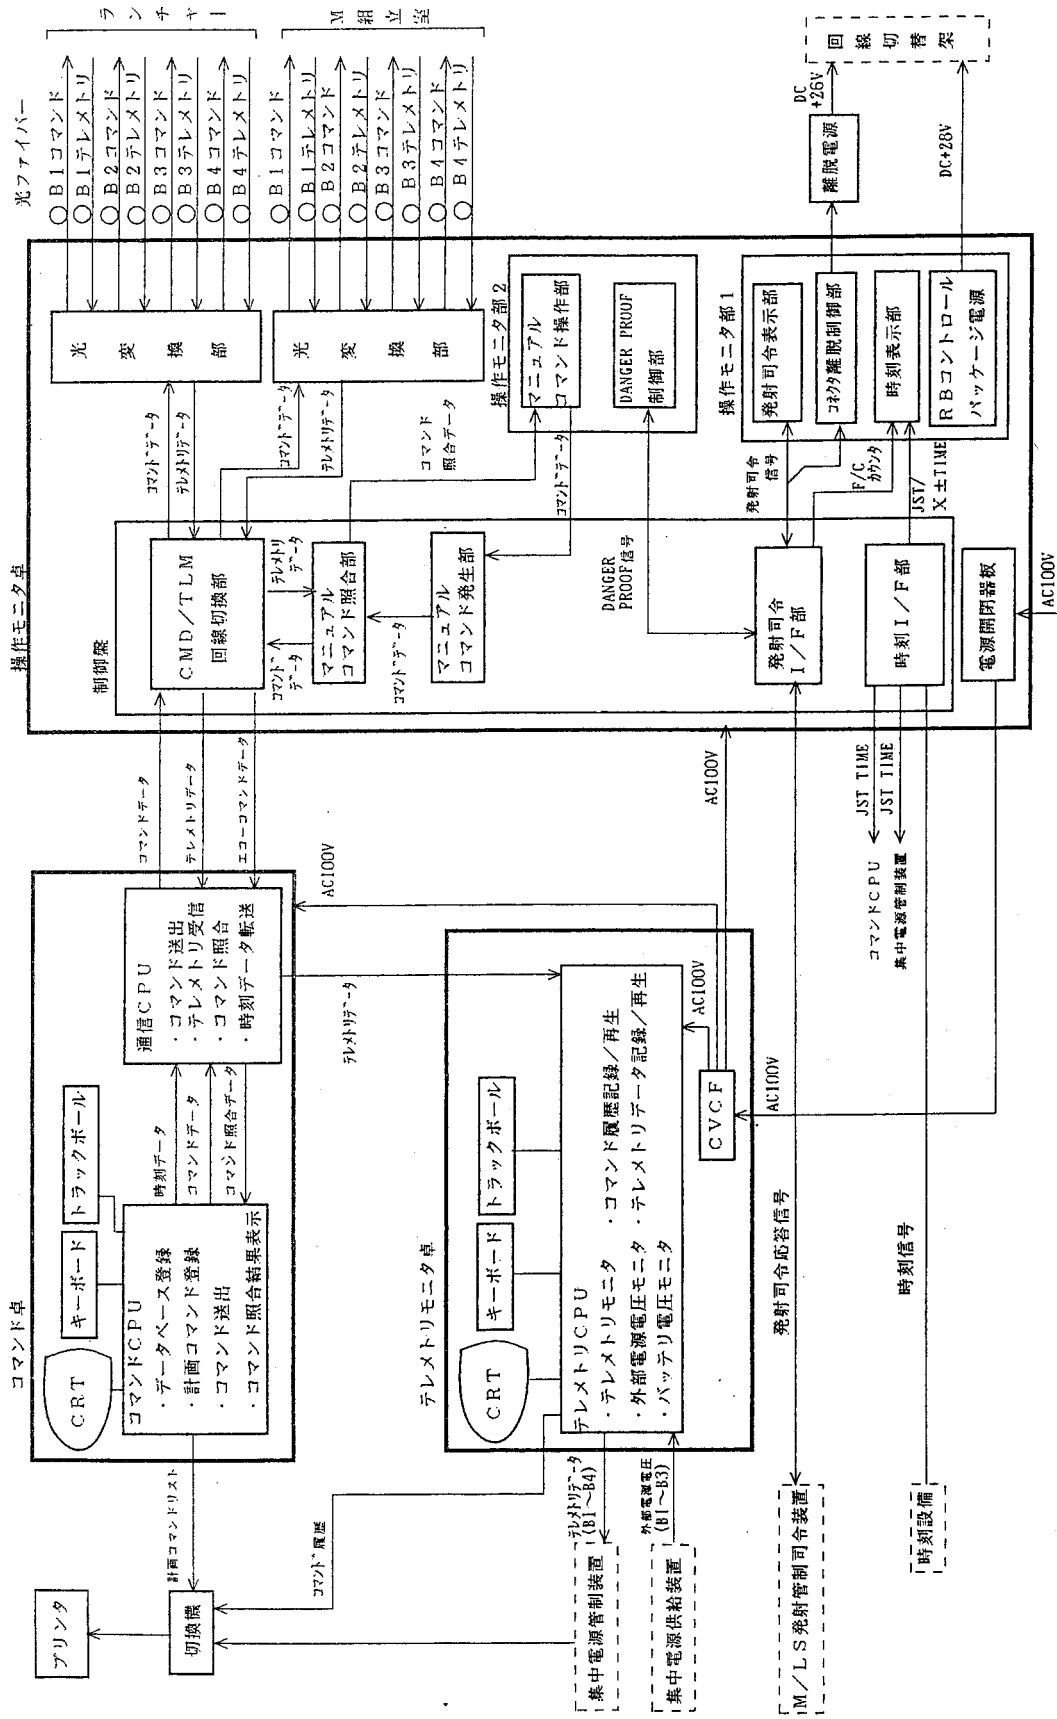 プリンタ
切換機
計画コマンドリスト
コマンド履歴
コマンド卓
CRT
キーボード
トラックボール
コマンドCPU
・データベース登録
・計画コマンド登録
・コマンド送出
・コマンド照合結果表示
時刻データ
コマンドデータ
コマンド照合データ
通信CPU
・コマンド送出
・テレメトリ受信
・コマンド照合
・時刻データ転送
コマンドデータ
テレメトリデータ
エコーコマンドデータ
AC100V
テレメトリデータ
テレメトリモニタ卓
CRT
キーボード
トラックボール
テレメトリCPU
・テレメトリモニタ ・コマンド履歴記録/再生
・外部電源電圧モニタ ・テレメトリデータ記録/再生
・バッテリ電圧モニタ
AC100V
CVCF
AC100V
AC100V
テレメトリデータ
(B1~B4)
集中電源管制装置
外部電源電圧
(B1~B3)
集中電源供給装置
M/LS発射管制司令装置
発射司令応答信号
時刻設備
時刻信号
操作モニタ卓
制御盤
CMD/TLM
回線切換部
テレメトリ
データ
コマンド
データ
マニュアル
コマンド照合部
コマンドデータ
マニュアル
コマンド発生部
発射司令
I/F部
時刻I/F部
JST TIME
コマンドCPU
JST TIME
集中電源管制装置
電源開閉器板
AC100V
コマンドデータ
テレメトリデータ
コマンドデータ
テレメトリデータ
コマンド
照合データ
コマンドデータ
DANGER
PROOF信号
発射司令
信号
F/C
カウンタ
JST/
X±TIME
光変換部
光変換部
操作モニタ部2
マニュアル
コマンド操作部
DANGER PROOF
制御部
操作モニタ部1
発射司令表示部
コネクタ離脱制御部
時刻表示部
RBコントロール
パッケージ電源
光ファイバー
B1コマンド
B1テレメトリ
B2コマンド
B2テレメトリ
B3コマンド
B3テレメトリ
B4コマンド
B4テレメトリ
ランチャー
B1コマンド
B1テレメトリ
B2コマンド
B2テレメトリ
B3コマンド
B3テレメトリ
B4コマンド
B4テレメトリ
M組立室
離脱電源
DC
+26V
DC+28V
回線切替架